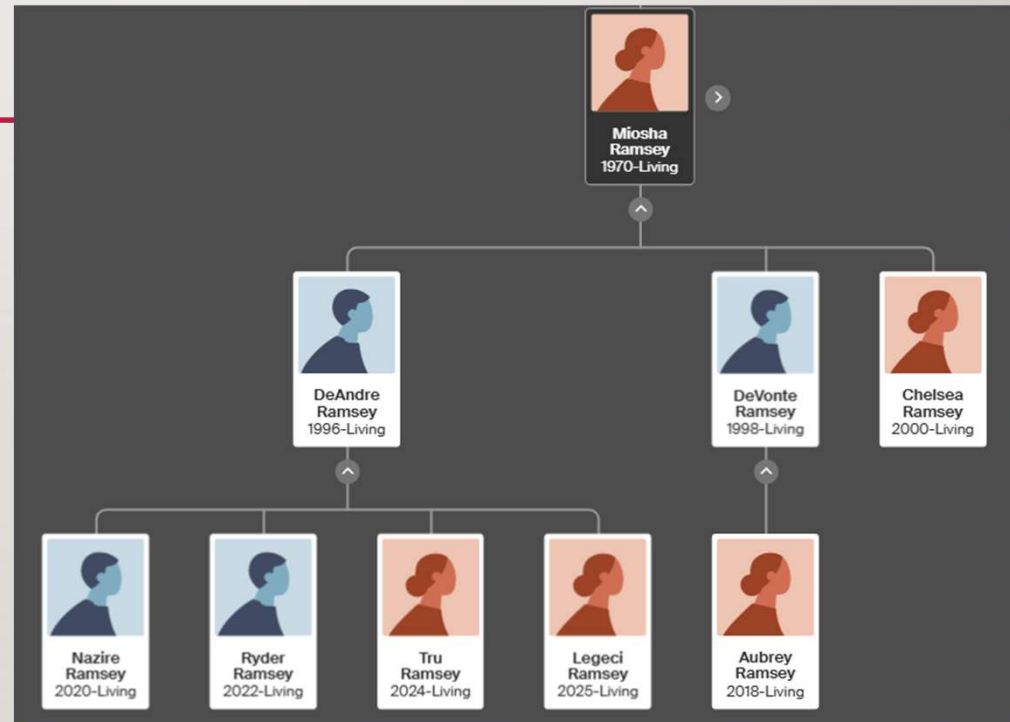 Miosha
Ramsey
1970-Living
DeAndre
Ramsey
1996-Living
DeVonte
Ramsey
1998-Living
Chelsea
Ramsey
2000-Living
Nazire
Ramsey
2020-Living
Ryder
Ramsey
2022-Living
Tru
Ramsey
2024-Living
Legeci
Ramsey
2025-Living
Aubrey
Ramsey
2018-Living